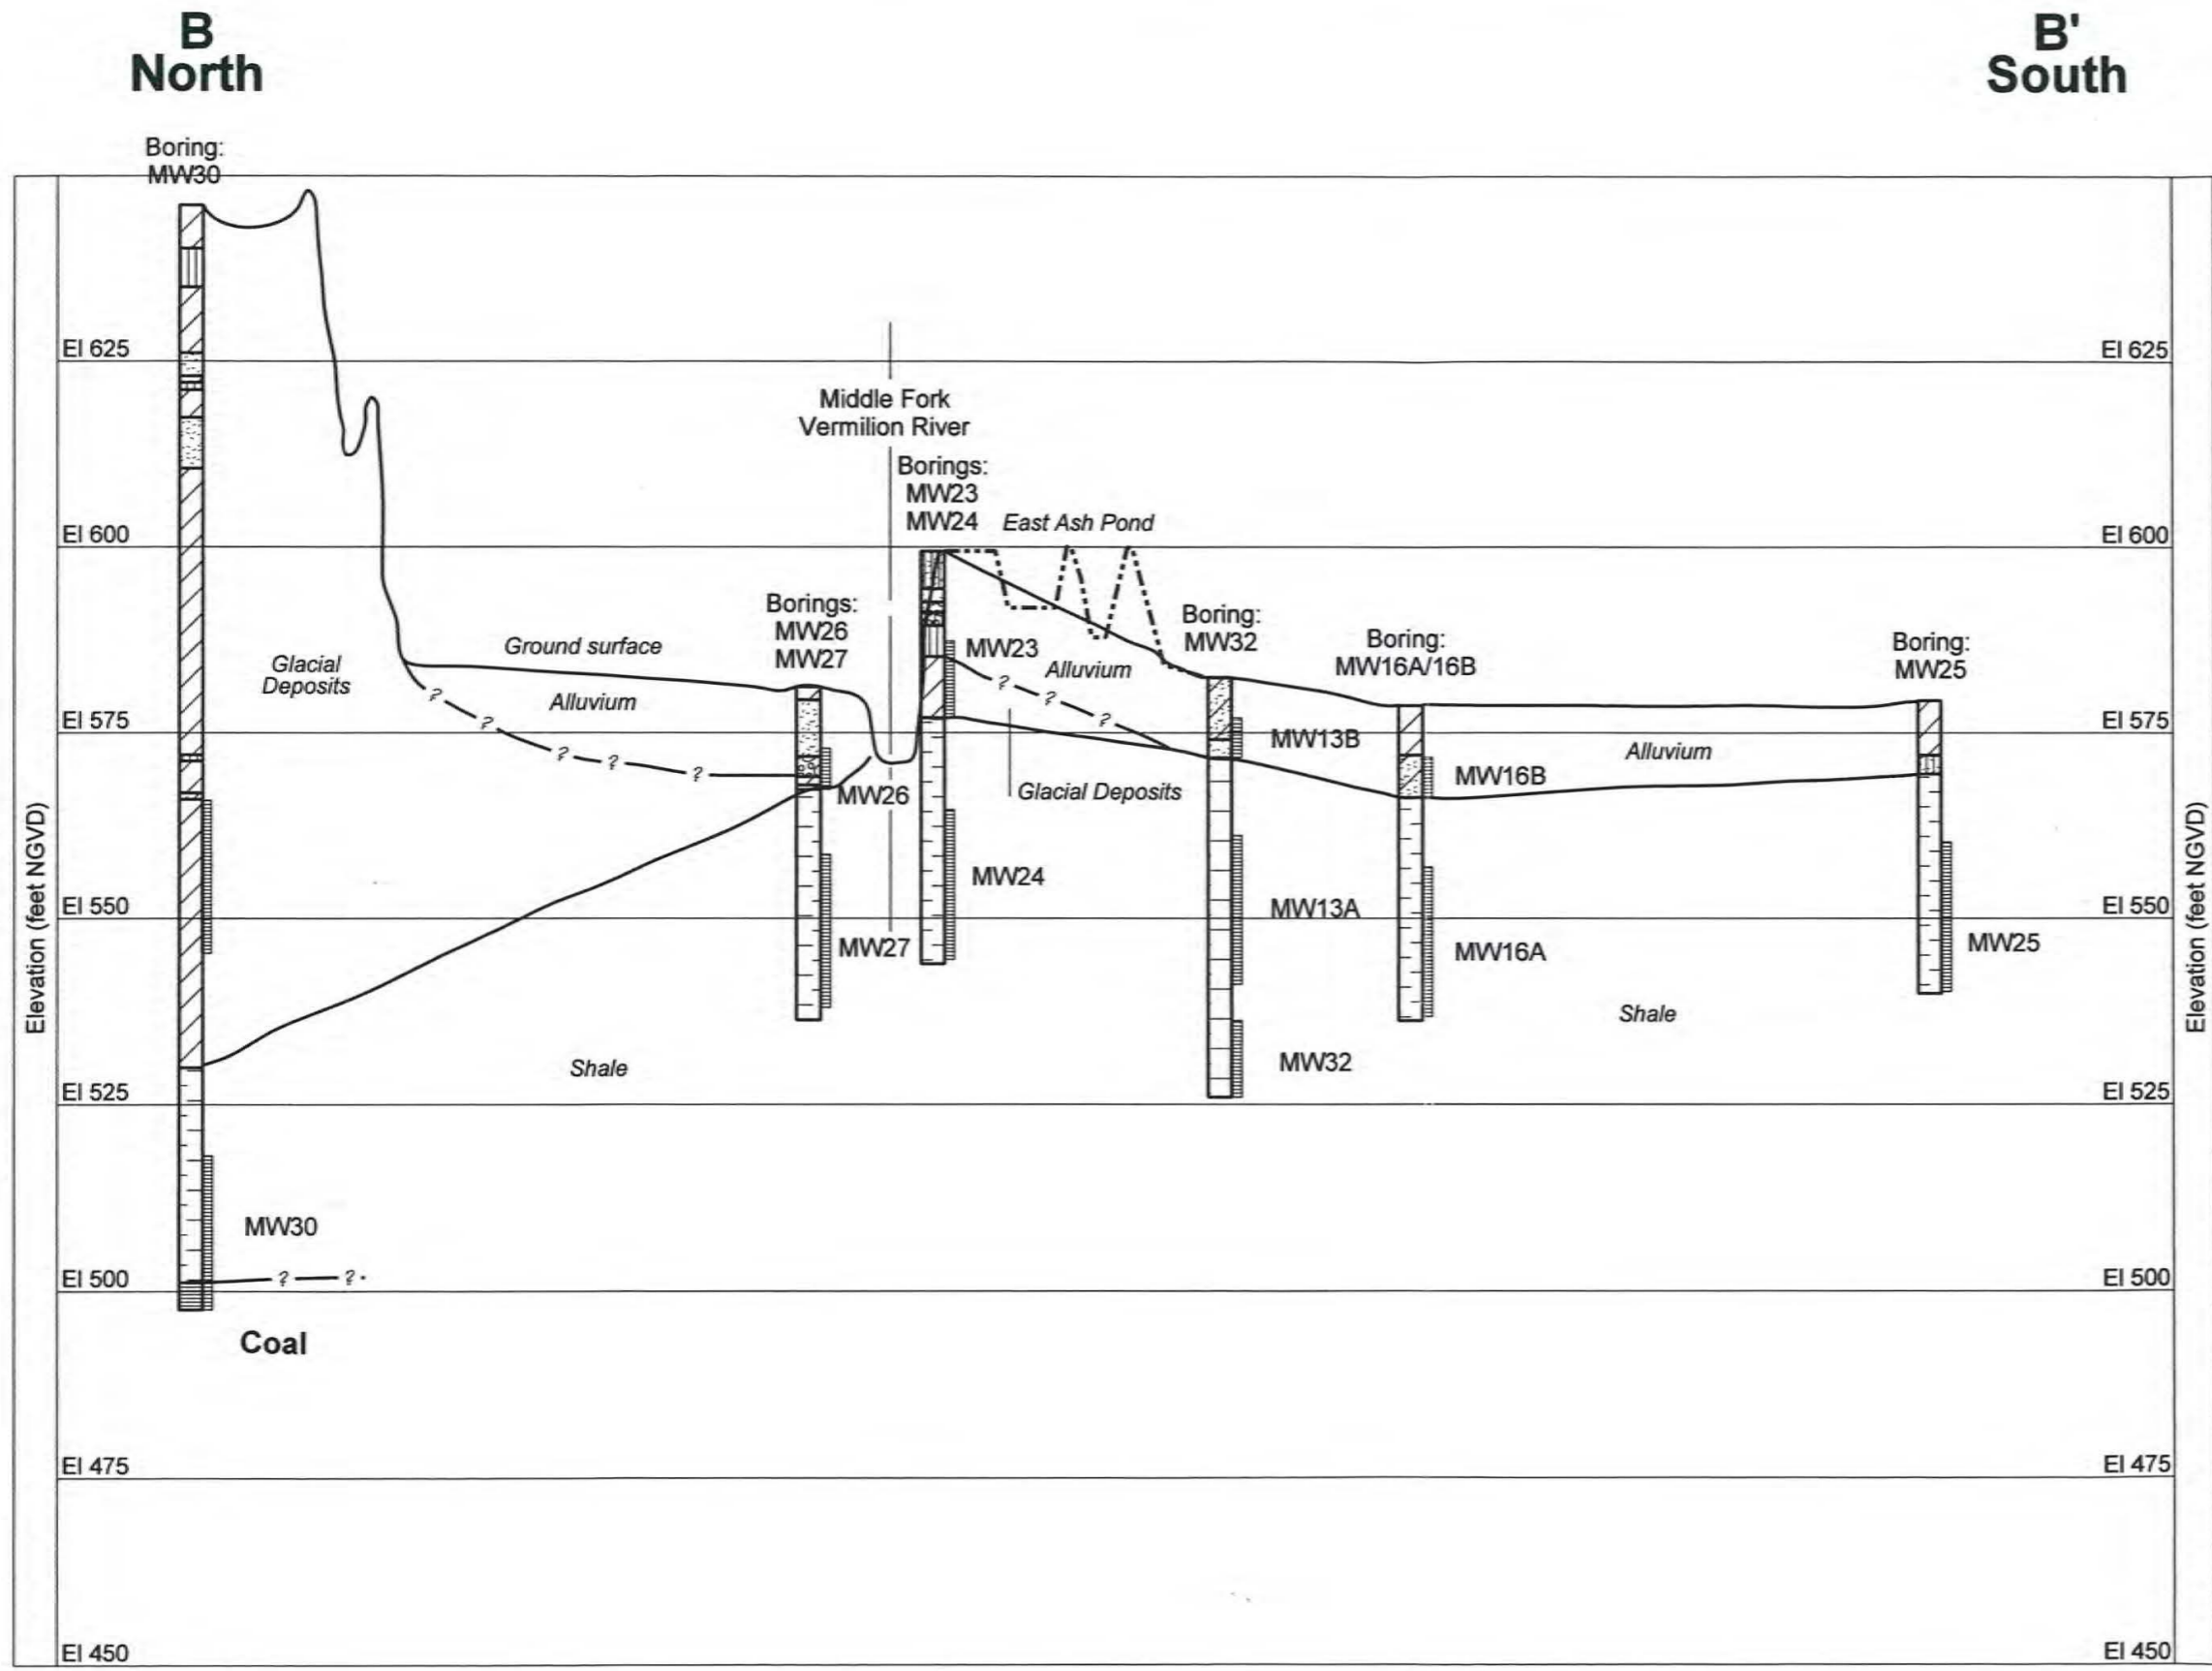 B
North
B'
South
Boring:
MW30
El 625
El 625
Middle Fork
Vermilion River
Borings:
MW23
MW24
East Ash Pond
El 600
El 600
Borings:
MW26
MW27
Boring:
MW32
Boring:
MW16A/16B
Boring:
MW25
Glacial
Deposits
Ground surface
MW23
Alluvium
Alluvium
?
?
?
?
?
?
?
?
El 575
El 575
MW13B
Alluvium
MW26
Glacial Deposits
MW16B
MW24
El 550
El 550
MW13A
MW27
MW16A
MW25
Elevation (feet NGVD)
Elevation (feet NGVD)
Shale
Shale
MW32
El 525
El 525
MW30
El 500
?
?
El 500
Coal
El 475
El 475
El 450
El 450